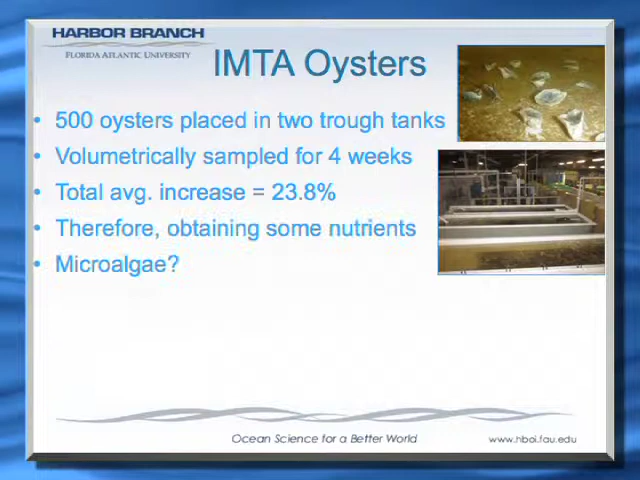 HARBOR BRANCH
FLORIDA ATLANTIC UNIVERSITY
IMTA Oysters
• 500 oysters placed in two trough tanks
• Volumetrically sampled for 4 weeks
• Total avg. increase = 23.8%
• Therefore, obtaining some nutrients
• Microalgae?
Ocean Science for a Better World
www.hboi.fau.edu